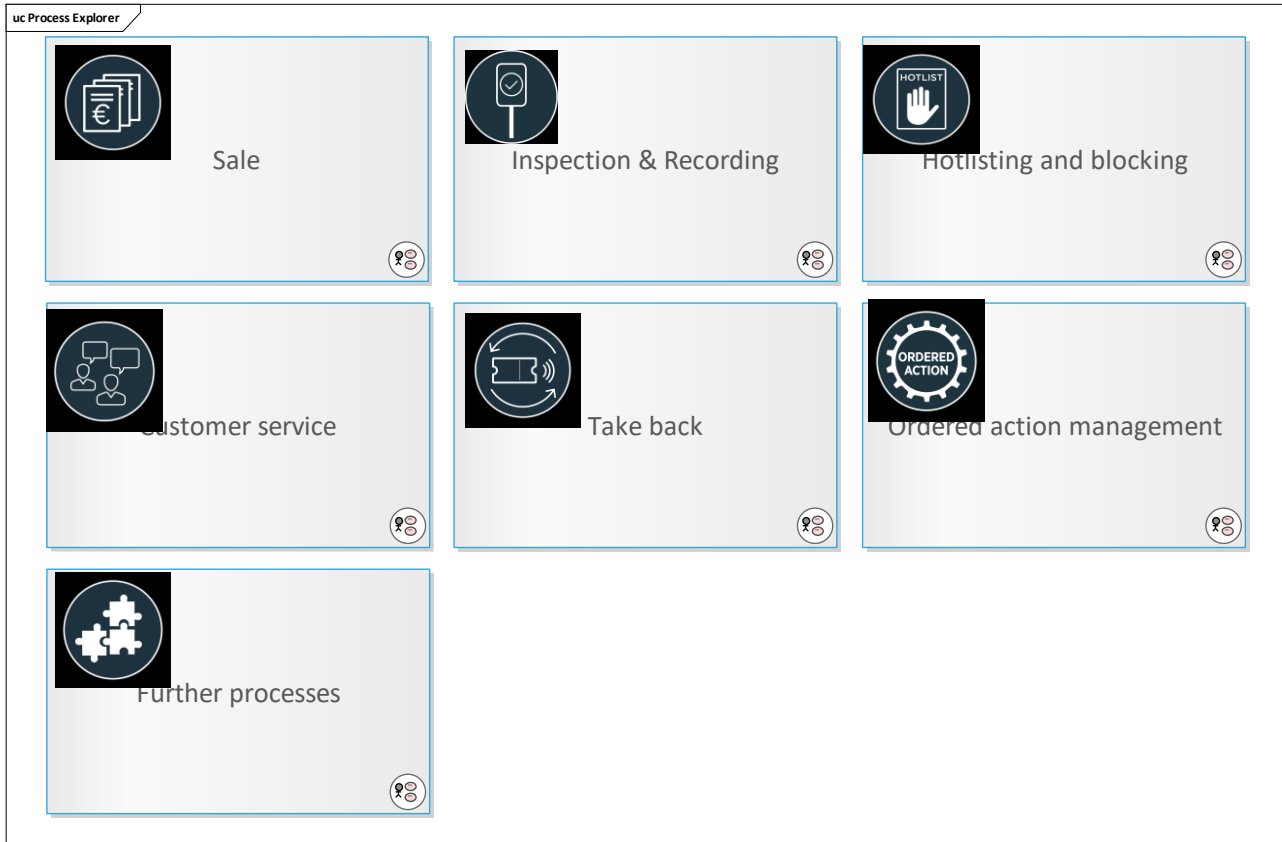 uc Process Explorer
€
Sale
Inspection & Recording
HOTLIST
Hotlisting and blocking
Customer service
Take back
ORDERED
ACTION
Ordered action management
Further processes